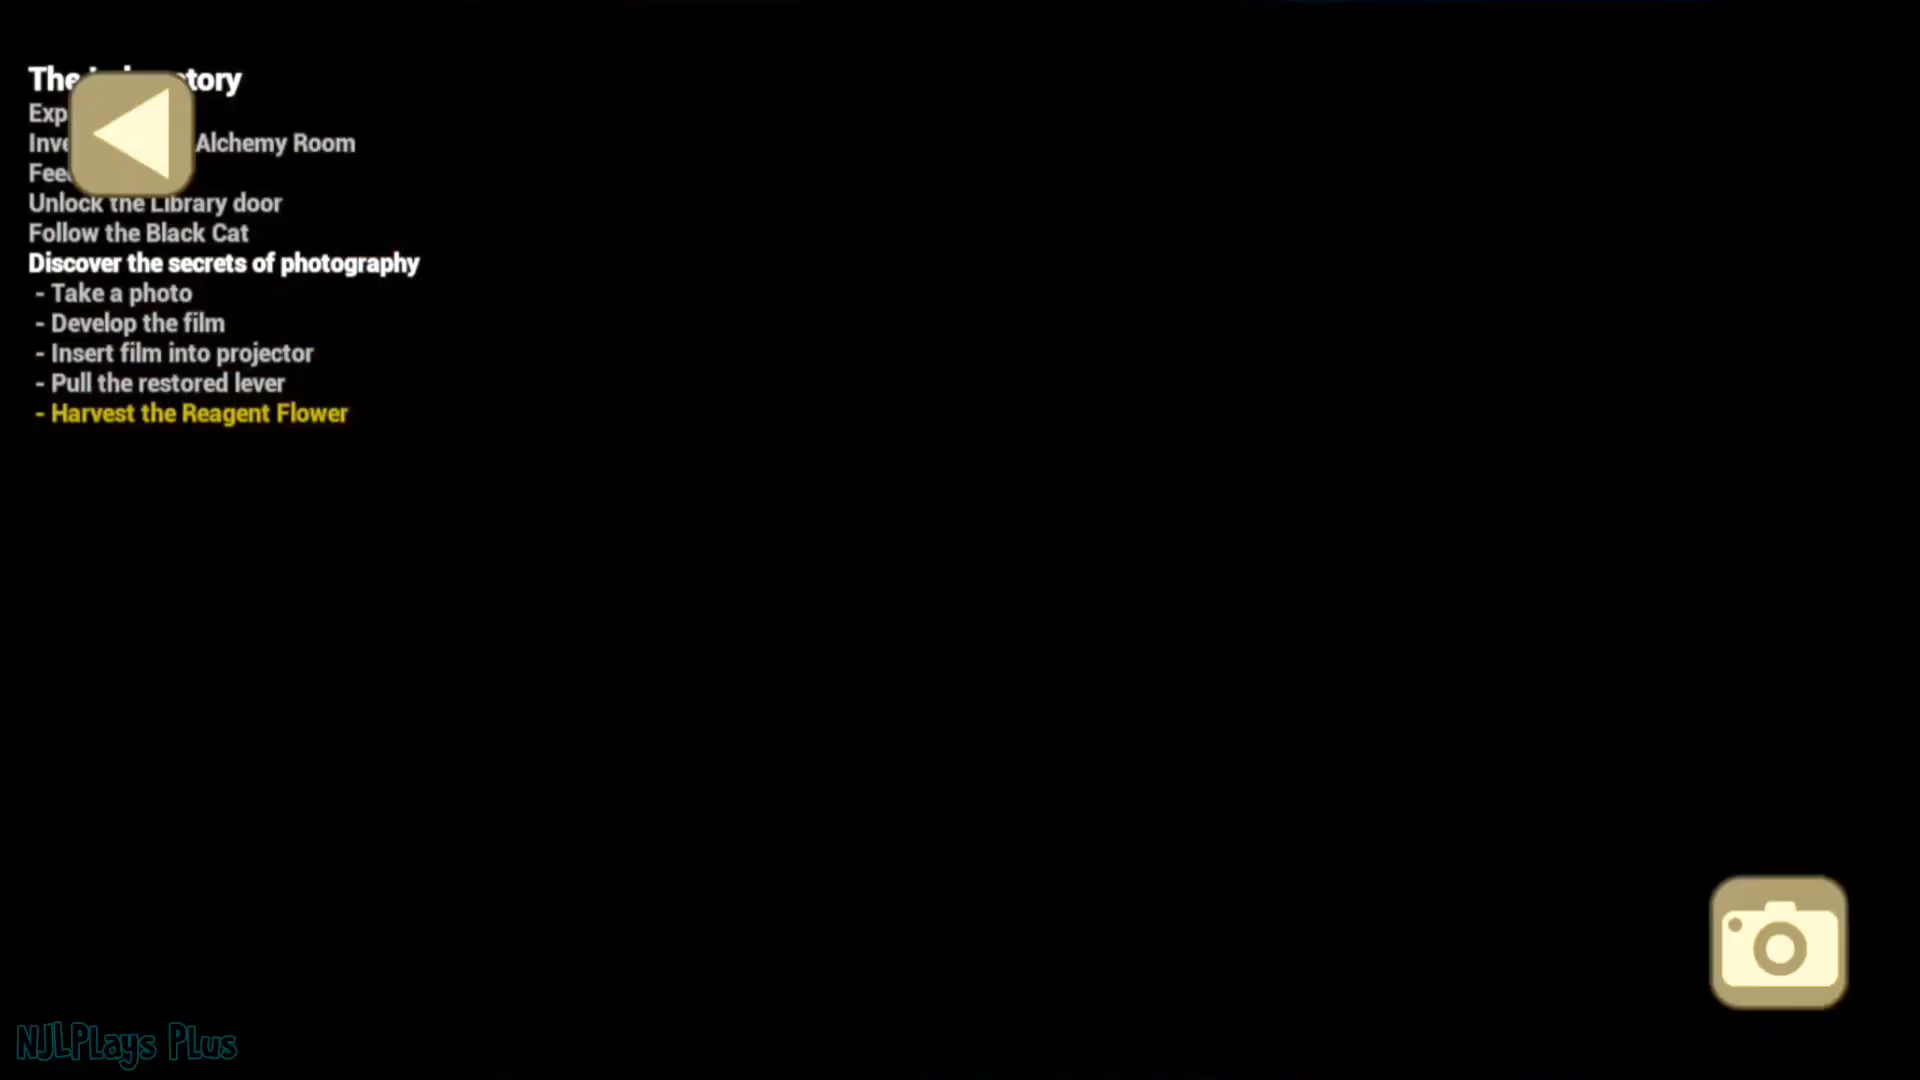 The
Alchemy Room
Unlock the Library door
Follow the Black Cat
Discover the secrets of photography
- Take a photo
- Develop the film
- Insert film into projector
- Pull the restored lever
- Harvest the Reagent Flower
NJLPLays PLus